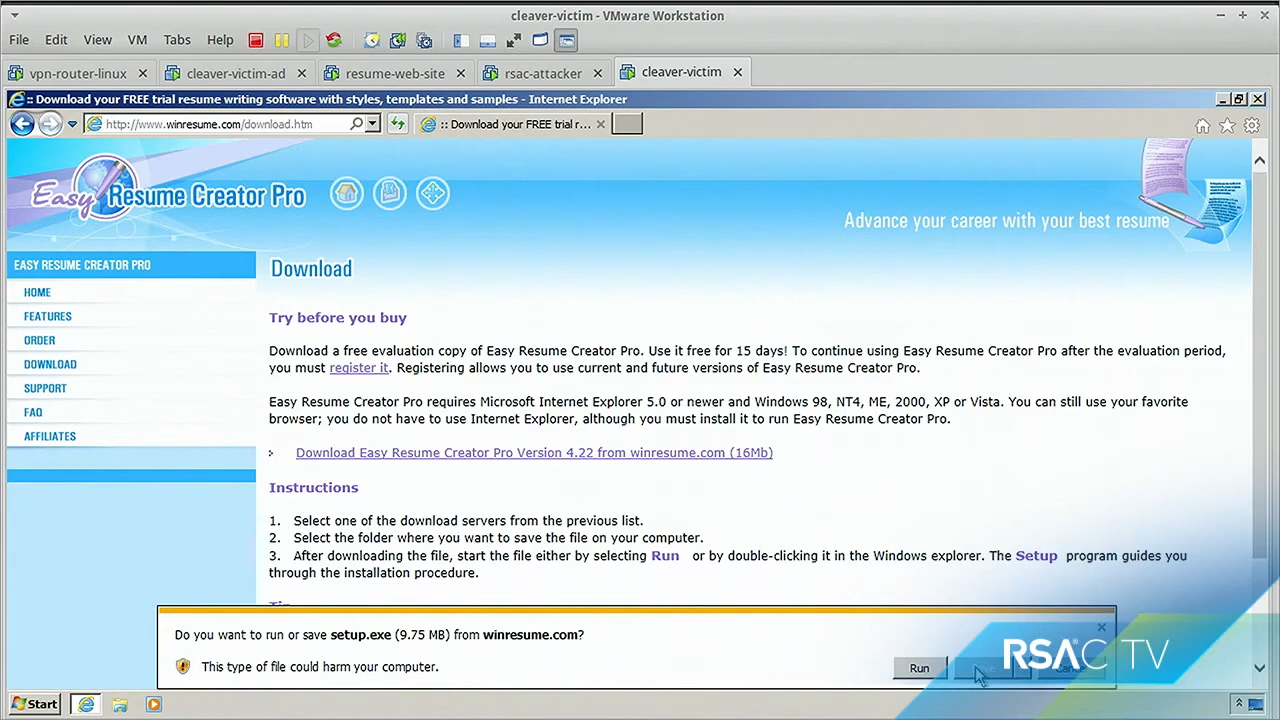 cleaver-victim - VMware Workstation
File Edit View VM Tabs Help
vpn-router-linux cleaver-victim-ad resume-web-site rsac-attacker cleaver-victim
:: Download your FREE trial resume writing software with styles, templates and samples - Internet Explorer
http://www.winresume.com/download.htm :: Download your FREE trial r...
Easy Resume Creator Pro
Advance your career with your best resume
EASY RESUME CREATOR PRO
HOME
FEATURES
ORDER
DOWNLOAD
SUPPORT
FAQ
AFFILIATES
Download
Try before you buy
Download a free evaluation copy of Easy Resume Creator Pro. Use it free for 15 days! To continue using Easy Resume Creator Pro after the evaluation period,
you must register it. Registering allows you to use current and future versions of Easy Resume Creator Pro.
Easy Resume Creator Pro requires Microsoft Internet Explorer 5.0 or newer and Windows 98, NT4, ME, 2000, XP or Vista. You can still use your favorite
browser; you do not have to use Internet Explorer, although you must install it to run Easy Resume Creator Pro.
Download Easy Resume Creator Pro Version 4.22 from winresume.com (16Mb)
Instructions
1. Select one of the download servers from the previous list.
2. Select the folder where you want to save the file on your computer.
3. After downloading the file, start the file either by selecting Run or by double-clicking it in the Windows explorer. The Setup program guides you
through the installation procedure.
Do you want to run or save setup.exe (9.75 MB) from winresume.com?
This type of file could harm your computer.
Run
RSAC TV
Start